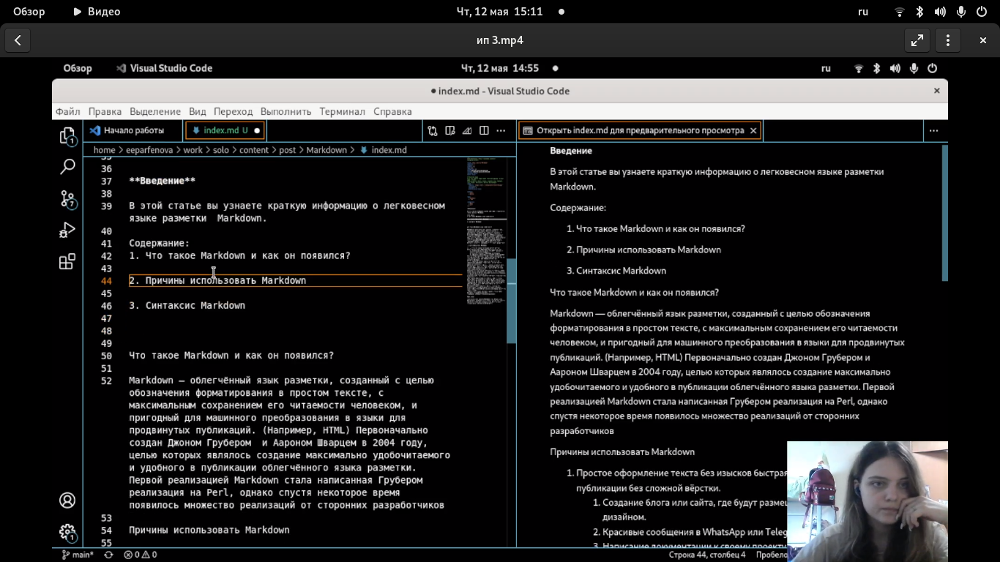 Обзор
Видео
Чт, 12 мая 15:11
ru
ип 3.mp4
Обзор
Visual Studio Code
Чт, 12 мая 14:55
ru
index.md - Visual Studio Code
Файл Правка Выделение Вид Переход Выполнить Терминал Справка
Начало работы
index.md U
Открыть index.md для предварительного просмотра
home > eeparfenova > work > solo > content > post > Markdown > index.md
1
7
1
35
36
37 **Введение**
38
39 В этой статье вы узнаете краткую информацию о легковесном
языке разметки  Markdown.
40
41 Содержание:
42 1. Что такое Markdown и как он появился?
43
44 2. Причины использовать Markdown
45
46 3. Синтаксис Markdown
47
48
49
50 Что такое Markdown и как он появился?
51
52 Markdown — облегчённый язык разметки, созданный с целью
обозначения форматирования в простом тексте, с
максимальным сохранением его читаемости человеком, и
пригодный для машинного преобразования в языки для
продвинутых публикаций. (Например, HTML) Первоначально
создан Джоном Грубером  и Аароном Шварцем в 2004 году,
целью которых являлось создание максимально удобочитаемого
и удобного в публикации облегчённого языка разметки.
Первой реализацией Markdown стала написанная Грубером
реализация на Perl, однако спустя некоторое время
появилось множество реализаций от сторонних разработчиков
53
54 Причины использовать Markdown
55
Введение
В этой статье вы узнаете краткую информацию о легковесном языке разметки
Markdown.
Содержание:
1. Что такое Markdown и как он появился?
2. Причины использовать Markdown
3. Синтаксис Markdown
Что такое Markdown и как он появился?
Markdown — облегчённый язык разметки, созданный с целью обозначения
форматирования в простом тексте, с максимальным сохранением его читаемости
человеком, и пригодный для машинного преобразования в языки для продвинутых
публикаций. (Например, HTML) Первоначально создан Джоном Грубером и
Аароном Шварцем в 2004 году, целью которых являлось создание максимально
удобочитаемого и удобного в публикации облегчённого языка разметки. Первой
реализацией Markdown стала написанная Грубером реализация на Perl, однако
спустя некоторое время появилось множество реализаций от сторонних
разработчиков
Причины использовать Markdown
1. Простое оформление текста без изысков быстрая
публикации без сложной вёрстки.
1. Создание блога или сайта, где будут разме
дизайном.
2. Красивые сообщения в WhatsApp или Teleg
3. Написание документации к своему проекту
main*
0
0
Строка 44, столбец 4
Пробело